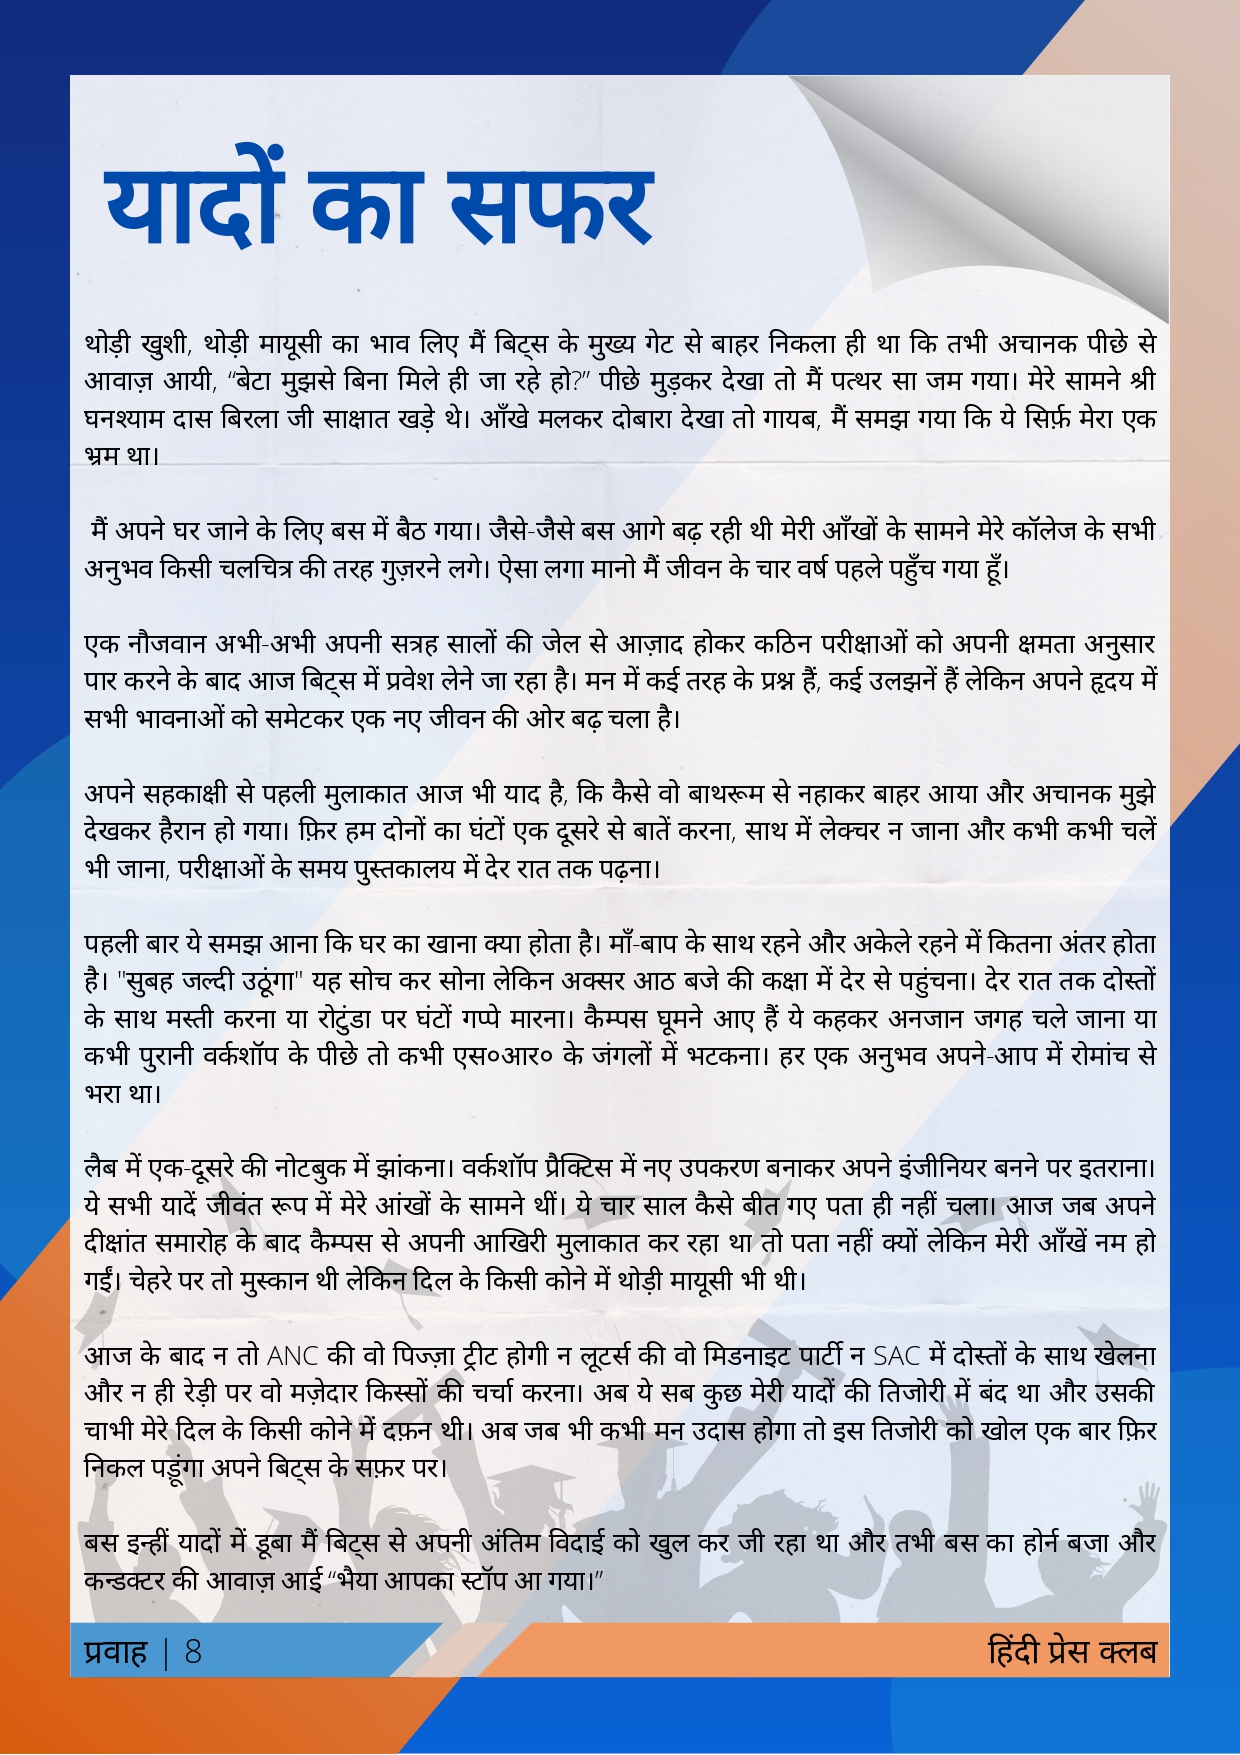 यादों का सफर
थोड़ी खुशी, थोड़ी मायूसी का भाव लिए मैं बिट्स के मुख्य गेट से बाहर निकला ही था कि तभी अचानक पीछे से
आवाज़ आयी, “बेटा मुझसे बिना मिले ही जा रहे हो?” पीछे मुड़कर देखा तो मैं पत्थर सा जम गया। मेरे सामने श्री
घनश्याम दास बिरला जी साक्षात खड़े थे। आँखे मलकर दोबारा देखा तो गायब, मैं समझ गया कि ये सिर्फ़ मेरा एक
भ्रम था।
मैं अपने घर जाने के लिए बस में बैठ गया। जैसे-जैसे बस आगे बढ़ रही थी मेरी आँखों के सामने मेरे कॉलेज के सभी
अनुभव किसी चलचित्र की तरह गुज़रने लगे। ऐसा लगा मानो मैं जीवन के चार वर्ष पहले पहुँच गया हूँ।
एक नौजवान अभी-अभी अपनी सत्रह सालों की जेल से आज़ाद होकर कठिन परीक्षाओं को अपनी क्षमता अनुसार
पार करने के बाद आज बिट्स में प्रवेश लेने जा रहा है। मन में कई तरह के प्रश्न हैं, कई उलझनें हैं लेकिन अपने हृदय में
सभी भावनाओं को समेटकर एक नए जीवन की ओर बढ़ चला है।
अपने सहकाक्षी से पहली मुलाकात आज भी याद है, कि कैसे वो बाथरूम से नहाकर बाहर आया और अचानक मुझे
देखकर हैरान हो गया। फ़िर हम दोनों का घंटों एक दूसरे से बातें करना, साथ में लेक्चर न जाना और कभी कभी चलें
भी जाना, परीक्षाओं के समय पुस्तकालय में देर रात तक पढ़ना।
पहली बार ये समझ आना कि घर का खाना क्या होता है। माँ-बाप के साथ रहने और अकेले रहने में कितना अंतर होता
है। "सुबह जल्दी उठूंगा" यह सोच कर सोना लेकिन अक्सर आठ बजे की कक्षा में देर से पहुंचना। देर रात तक दोस्तों
के साथ मस्ती करना या रोटुंडा पर घंटों गप्पे मारना। कैम्पस घूमने आए हैं ये कहकर अनजान जगह चले जाना या
कभी पुरानी वर्कशॉप के पीछे तो कभी एस०आर० के जंगलों में भटकना। हर एक अनुभव अपने-आप में रोमांच से
भरा था।
लैब में एक-दूसरे की नोटबुक में झांकना। वर्कशॉप प्रैक्टिस में नए उपकरण बनाकर अपने इंजीनियर बनने पर इतराना।
ये सभी यादें जीवंत रूप में मेरे आंखों के सामने थीं। ये चार साल कैसे बीत गए पता ही नहीं चला। आज जब अपने
दीक्षांत समारोह के बाद कैम्पस से अपनी आखिरी मुलाकात कर रहा था तो पता नहीं क्यों लेकिन मेरी आँखें नम हो
गईं। चेहरे पर तो मुस्कान थी लेकिन दिल के किसी कोने में थोड़ी मायूसी भी थी।
आज के बाद न तो ANC की वो पिज्ज़ा ट्रीट होगी न लूटर्स की वो मिडनाइट पार्टी न SAC में दोस्तों के साथ खेलना
और न ही रेड़ी पर वो मज़ेदार किस्सों की चर्चा करना। अब ये सब कुछ मेरी यादों की तिजोरी में बंद था और उसकी
चाभी मेरे दिल के किसी कोने में दफ़न थी। अब जब भी कभी मन उदास होगा तो इस तिजोरी को खोल एक बार फ़िर
निकल पड़ूंगा अपने बिट्स के सफ़र पर।
बस इन्हीं यादों में डूबा मैं बिट्स से अपनी अंतिम विदाई को खुल कर जी रहा था और तभी बस का होर्न बजा और
कन्डक्टर की आवाज़ आई “भैया आपका स्टॉप आ गया।”
प्रवाह | 8
हिंदी प्रेस क्लब